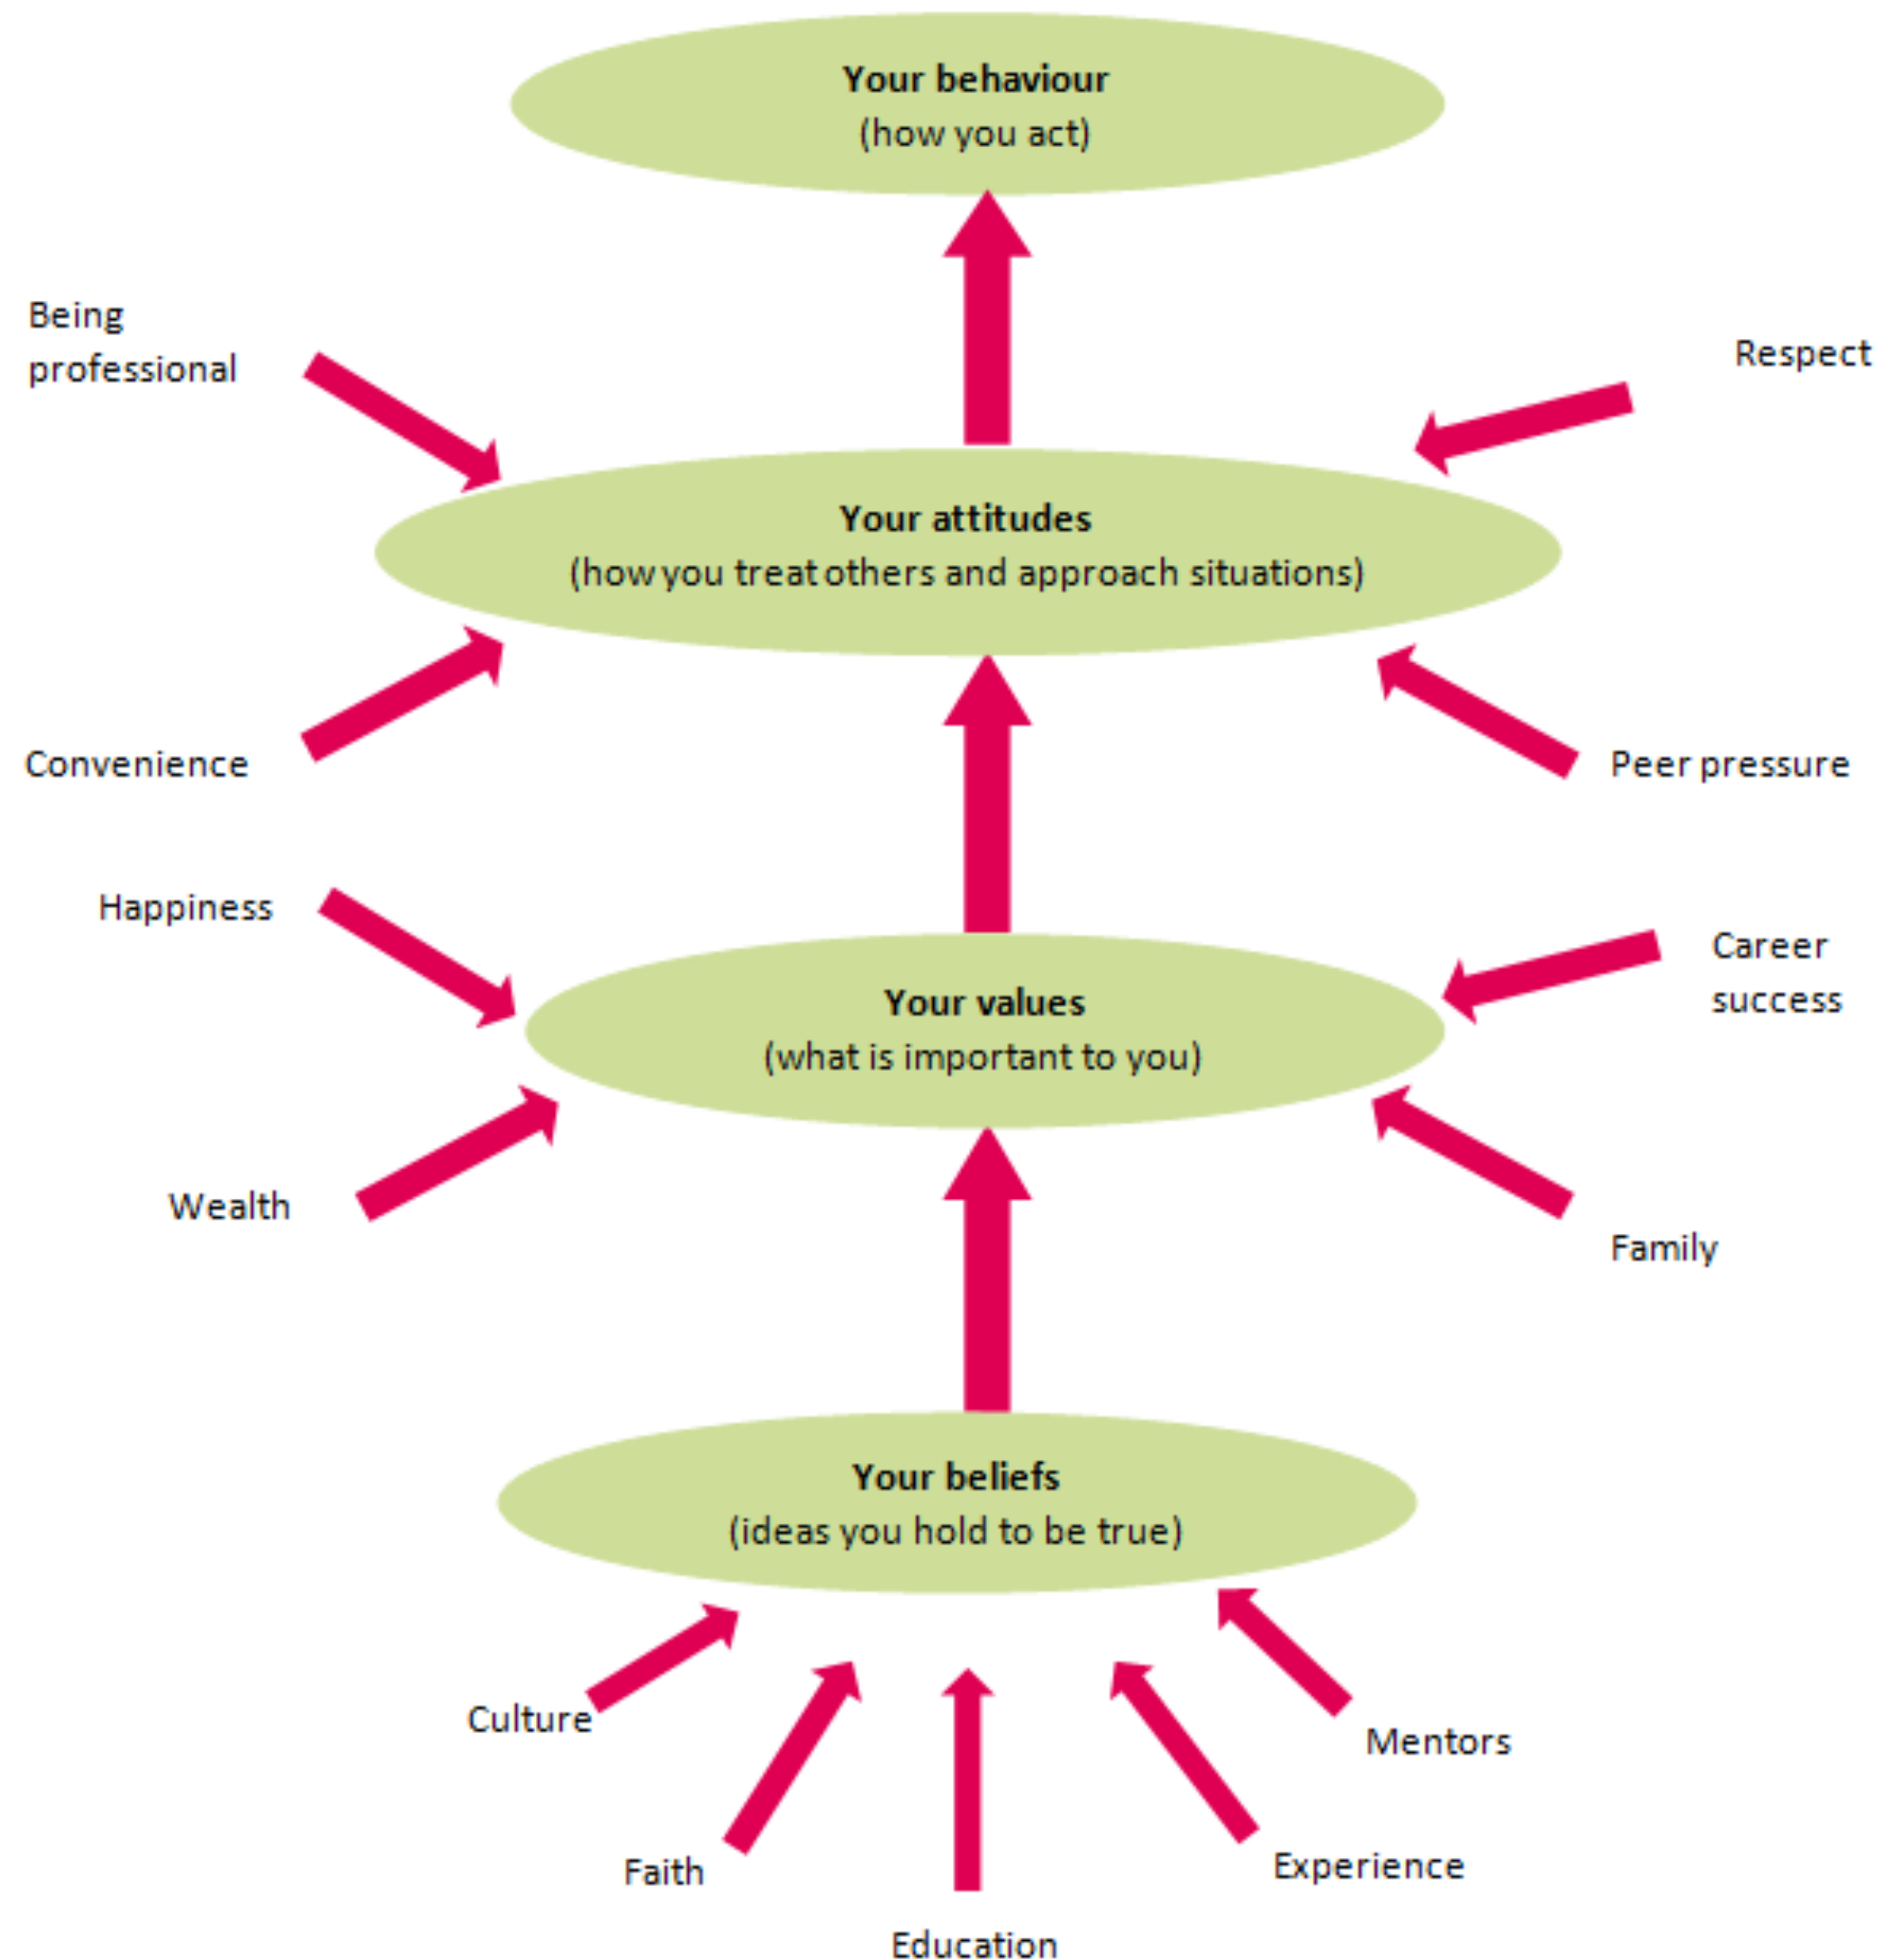 Your behaviour
(how you act)
Being
professional
Respect
Your attitudes
(how you treat others and approach situations)
Convenience
Peer pressure
Happiness
Career
success
Your values
(what is important to you)
Wealth
Family
Your beliefs
(ideas you hold to be true)
Culture
Mentors
Faith
Experience
Education